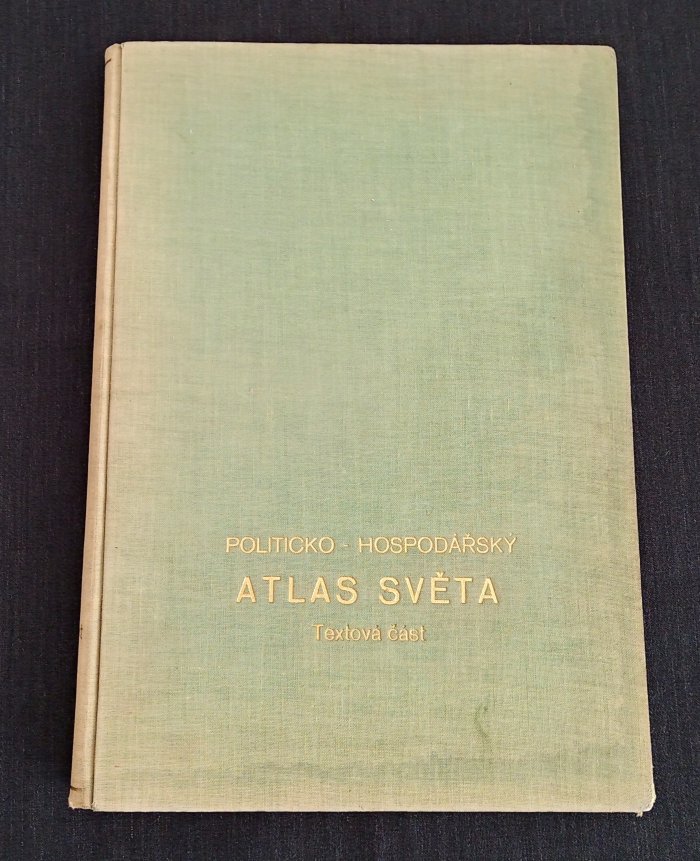 POLITICKO - HOSPODÁŘSKÝ
ATLAS SVĚTA
Textová část